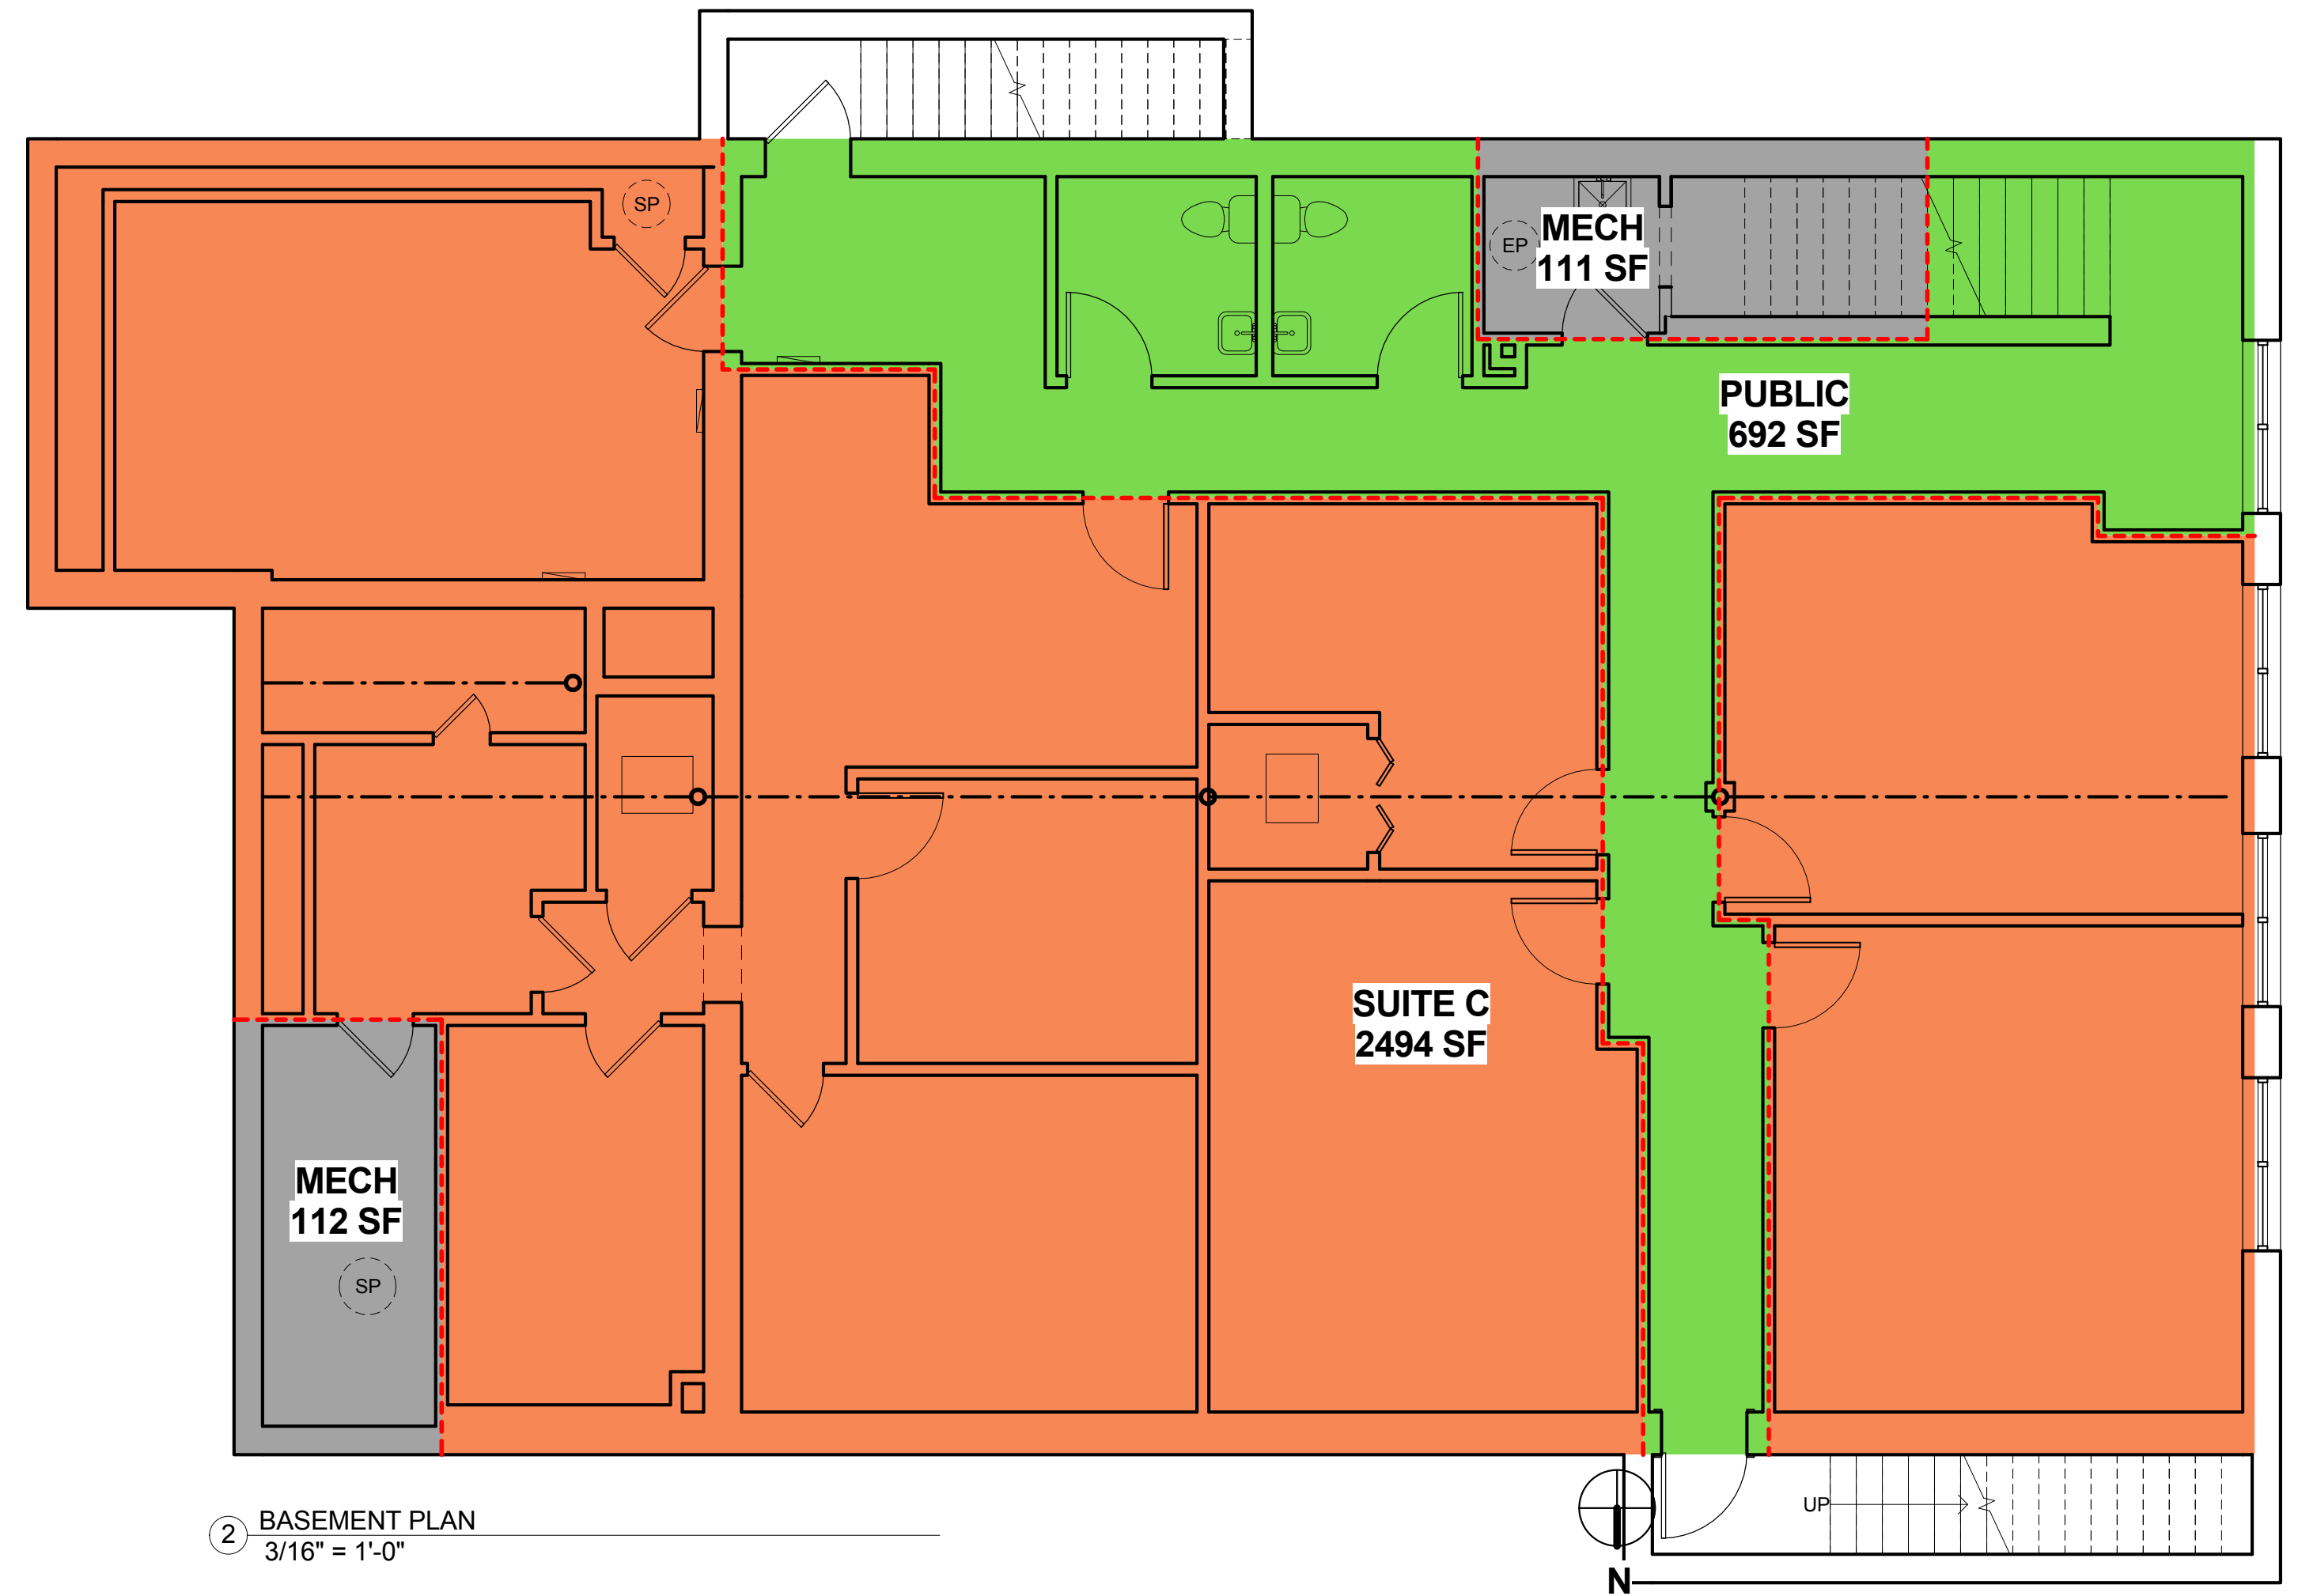 SP
EP
MECH
111 SF
PUBLIC
692 SF
SUITE C
2494 SF
MECH
112 SF
SP
UP
2
BASEMENT PLAN
3/16" = 1'-0"
N